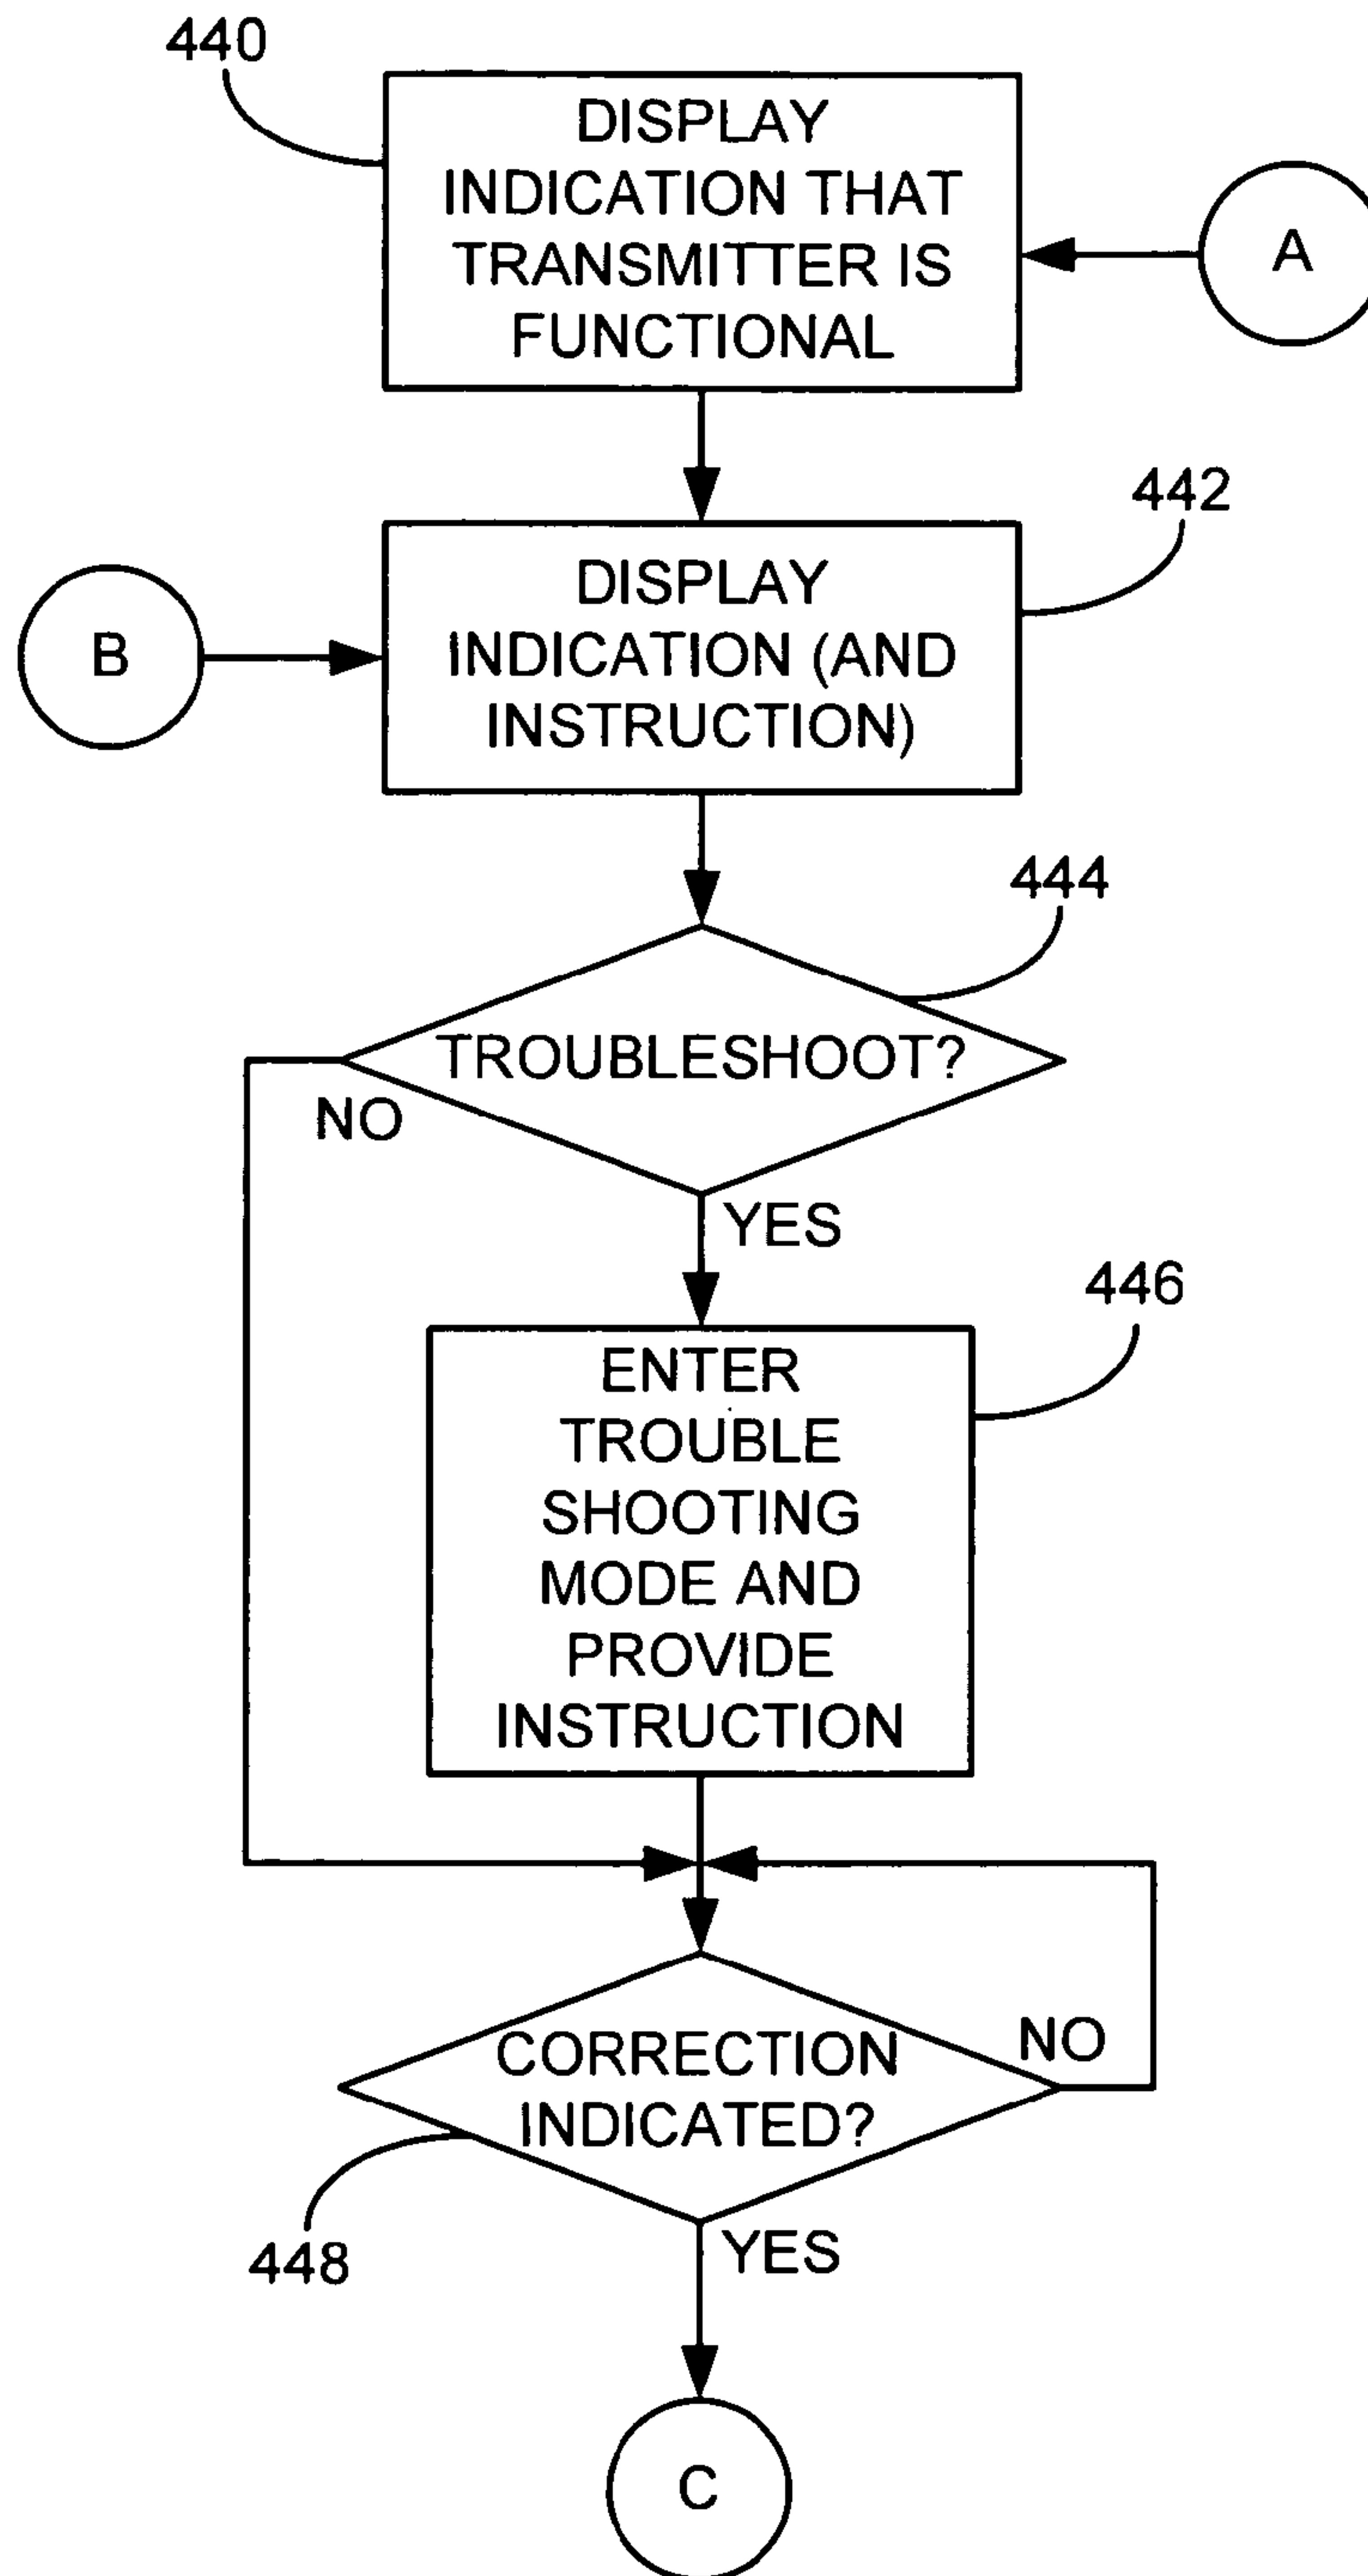 440
DISPLAY
INDICATION THAT
TRANSMITTER IS
FUNCTIONAL
A
442
DISPLAY
INDICATION (AND
INSTRUCTION)
B
444
TROUBLESHOOT?
NO
YES
446
ENTER
TROUBLE
SHOOTING
MODE AND
PROVIDE
INSTRUCTION
CORRECTION
INDICATED?
NO
448
YES
C